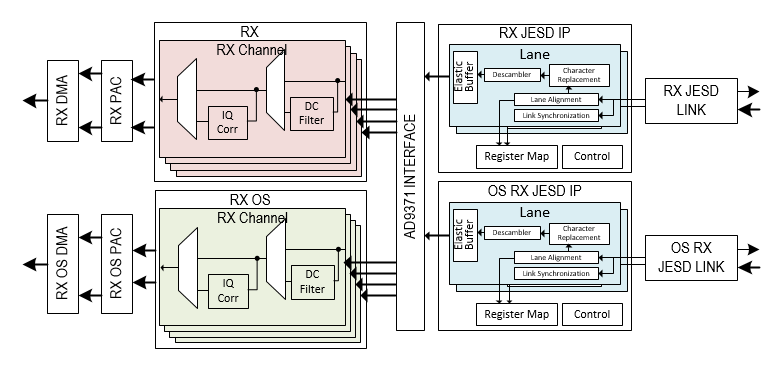 RX
RX Channel
IQ
Corr
DC
Filter
RX DMA
RX PAC
AD9371 INTERFACE
RX JESD IP
Lane
Elastic
Buffer
Descambler
Character
Replacement
Lane Alignment
Link Synchronization
Register Map
Control
RX JESD
LINK
RX OS
RX Channel
IQ
Corr
DC
Filter
RX OS DMA
RX OS PAC
OS RX JESD IP
Lane
Elastic
Buffer
Descambler
Character
Replacement
Lane Alignment
Link Synchronization
Register Map
Control
OS RX
JESD LINK